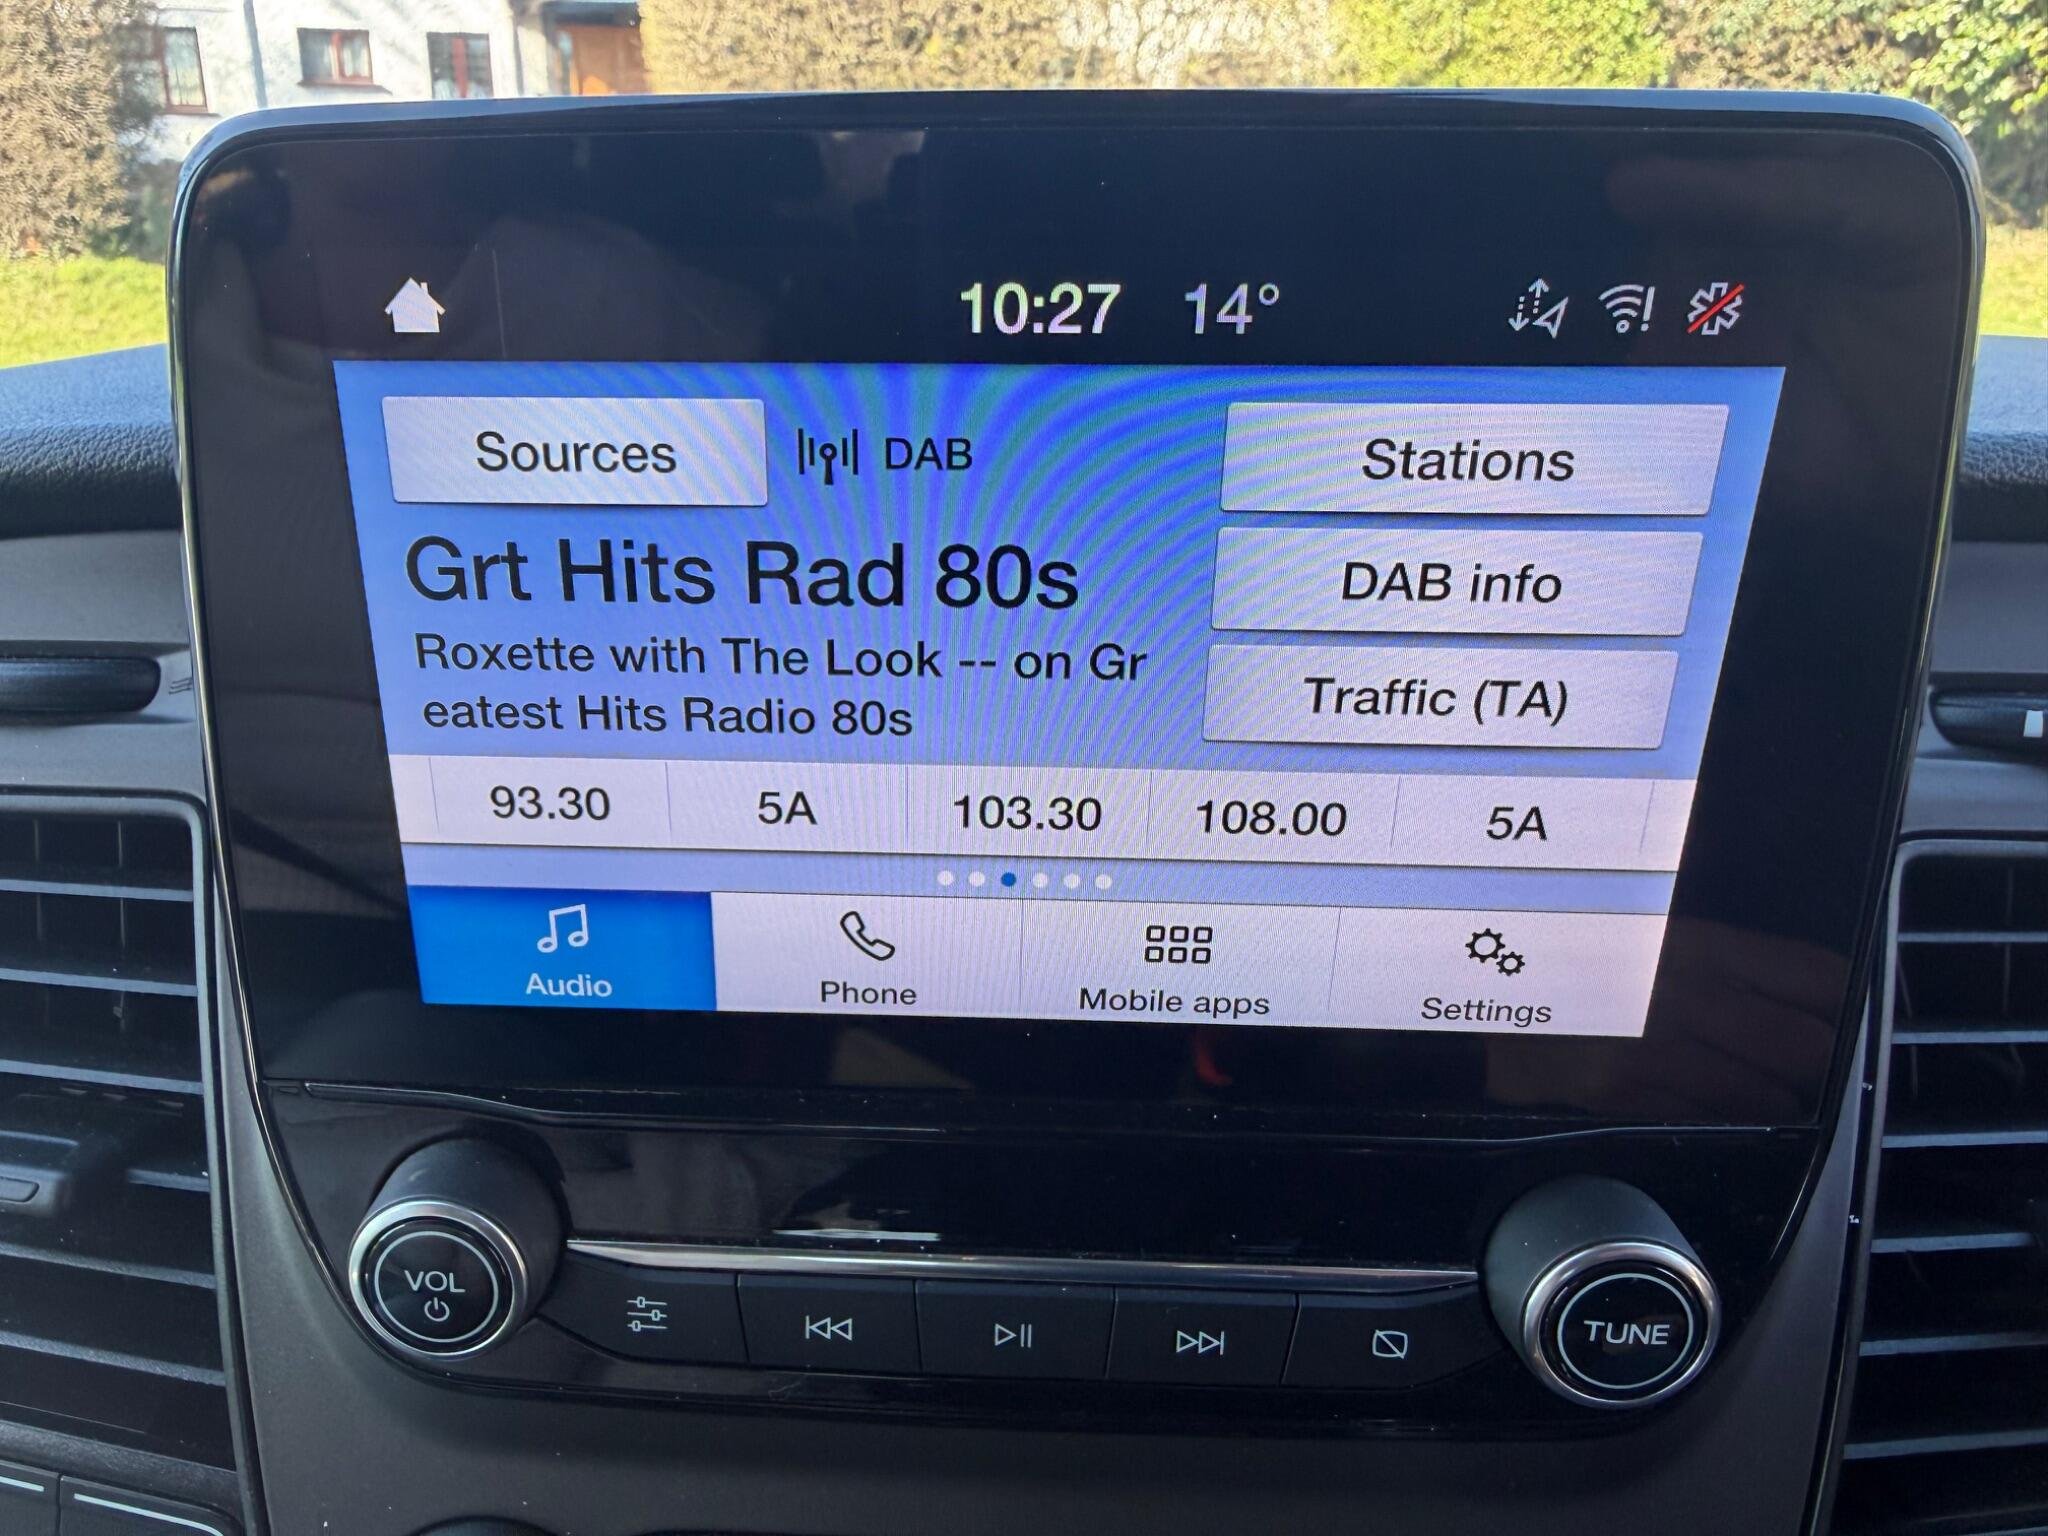 10:27 14°
Sources DAB Stations
Grt Hits Rad 80s
DAB info
Roxette with The Look -- on Gr
eatest Hits Radio 80s
Traffic (TA)
93.30 5A 103.30 108.00 5A
Audio Phone Mobile apps Settings
VOL
TUNE